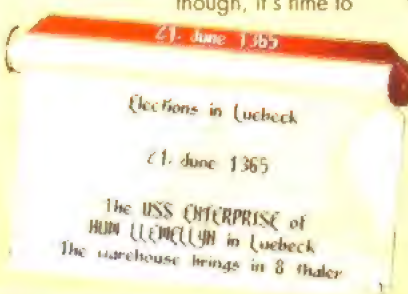 though, it's time to
21. June 1365
Elections in Luebeck
21. June 1365
The USS ENTERPRISE of
HUW LLEWELLYN in Luebeck
The warehouse brings in 8 thaler